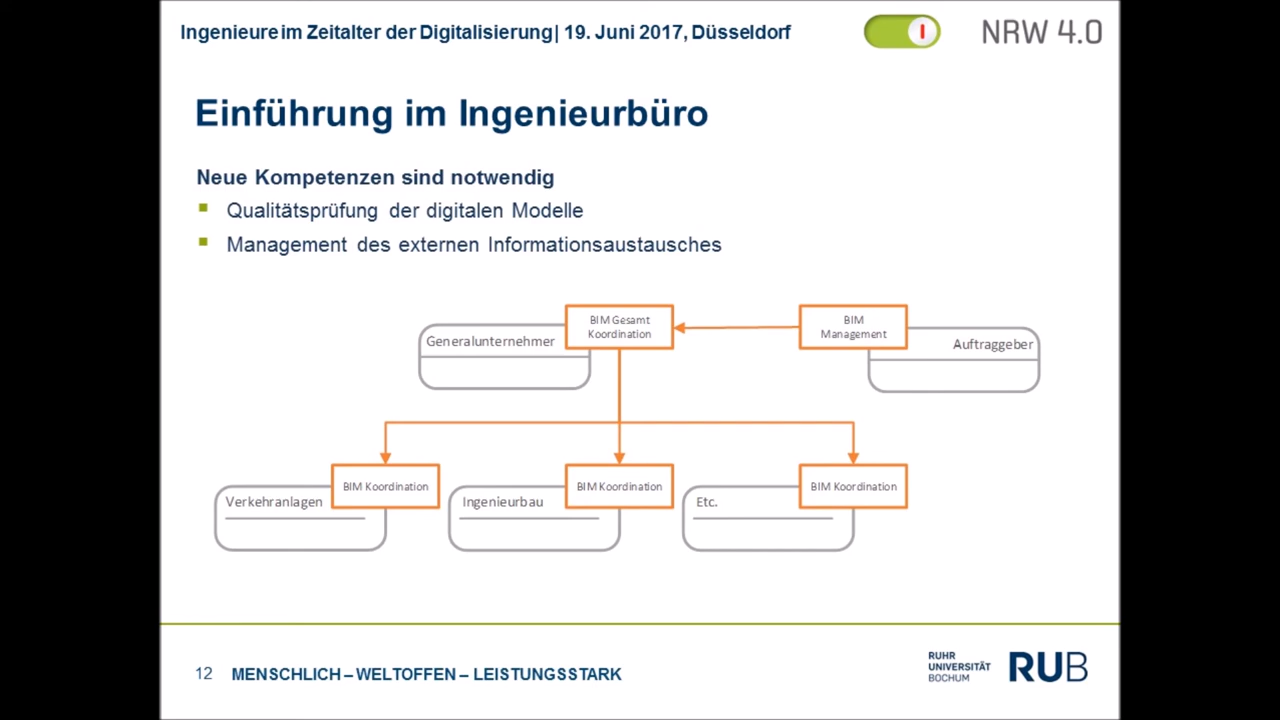 Ingenieure im Zeitalter der Digitalisierung| 19. Juni 2017, Düsseldorf
NRW 4.0
Einführung im Ingenieurbüro
Neue Kompetenzen sind notwendig
Qualitätsprüfung der digitalen Modelle
Management des externen Informationsaustausches
BIM Gesamt
Koordination
BIM
Management
Generalunternehmer
Auftraggeber
BIM Koordination
BIM Koordination
BIM Koordination
Verkehranlagen
Ingenieurbau
Etc.
12 MENSCHLICH – WELTOFFEN – LEISTUNGSSTARK
RUHR
UNIVERSITÄT
BOCHUM
RUB